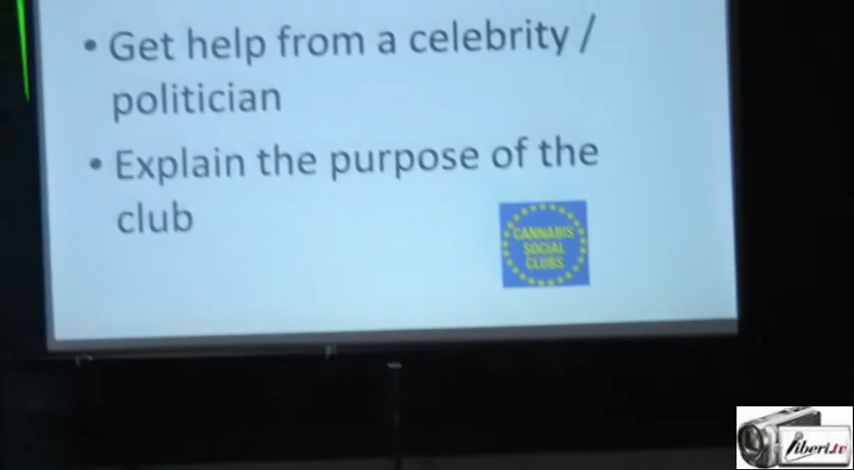 • Get help from a celebrity /
politician
• Explain the purpose of the
club
CANNABIS
SOCIAL
CLUBS
liberi.tv